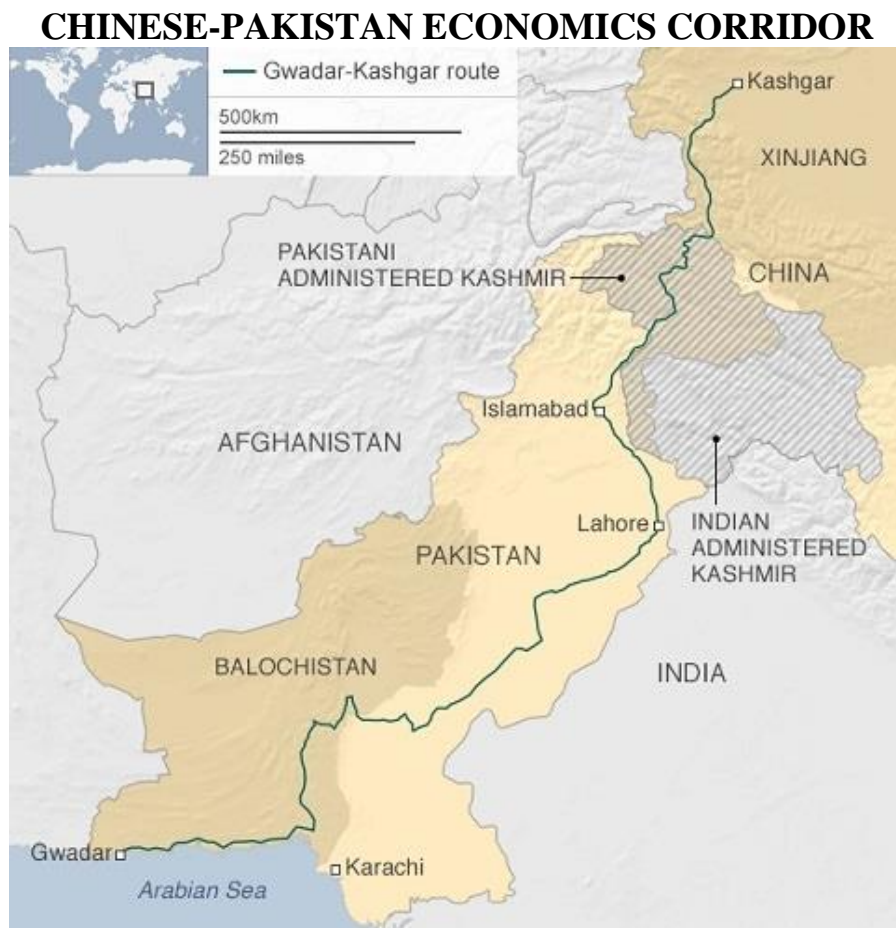 CHINESE-PAKISTAN ECONOMICS CORRIDOR
Gwadar-Kashgar route
500km
250 miles
Kashgar
XINJIANG
PAKISTANI
ADMINISTERED KASHMIR
CHINA
Islamabad
AFGHANISTAN
Lahore
INDIAN
ADMINISTERED
KASHMIR
PAKISTAN
BALOCHISTAN
INDIA
Gwadar
Karachi
Arabian Sea